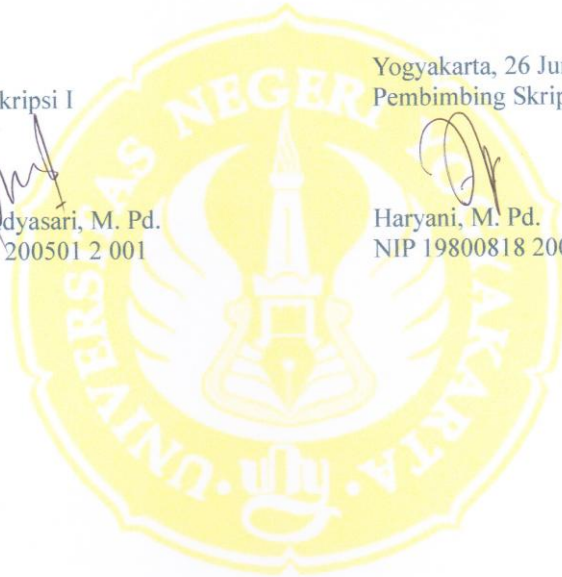 Yogyakarta, 26 Jun
kripsi I
Pembimbing Skrip
dyasari, M. Pd.
200501 2 001
Haryani, M. Pd.
NIP 19800818 200
UNIVERSITAS NEGERI YOGYAKARTA